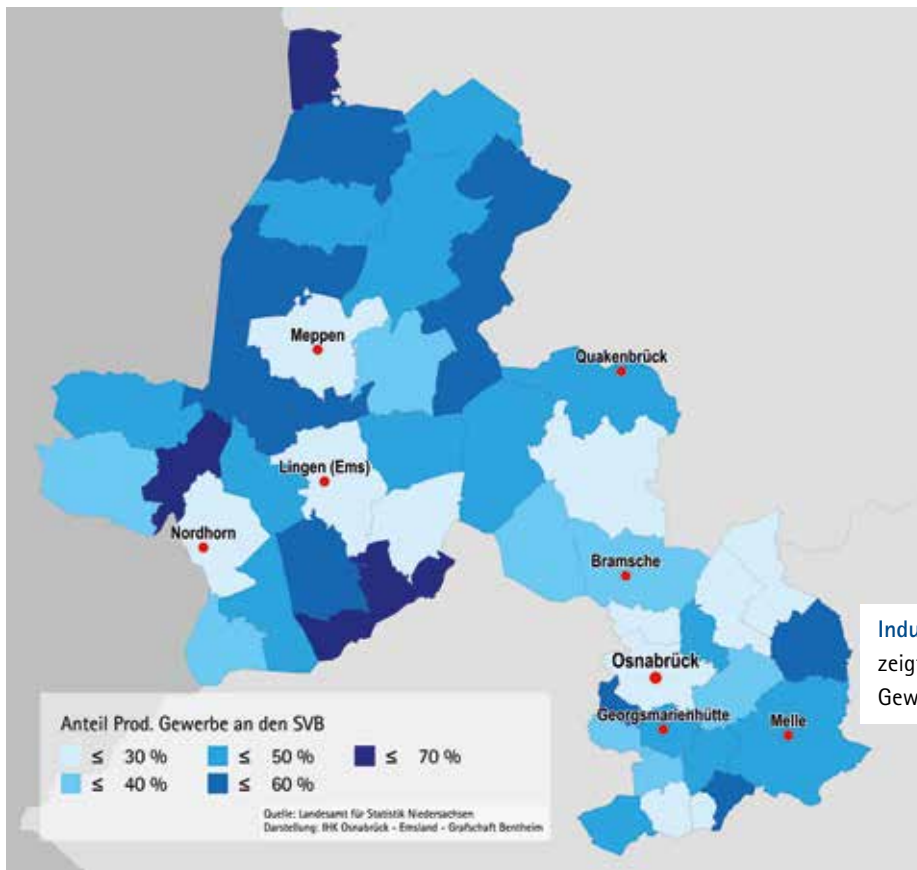 Meppen
Quakenbrück
Lingen (Ems)
Nordhorn
Bramsche
Osnabrück
Georgsmarienhütte
Melle
Indu
zeig
Gew
Anteil Prod. Gewerbe an den SVB
≤ 30 % ≤ 50 % ≤ 70 %
≤ 40 % ≤ 60 %
Quelle: Landesamt für Statistik Niedersachsen
Darstellung: IHK Osnabrück - Emsland - Grafschaft Bentheim